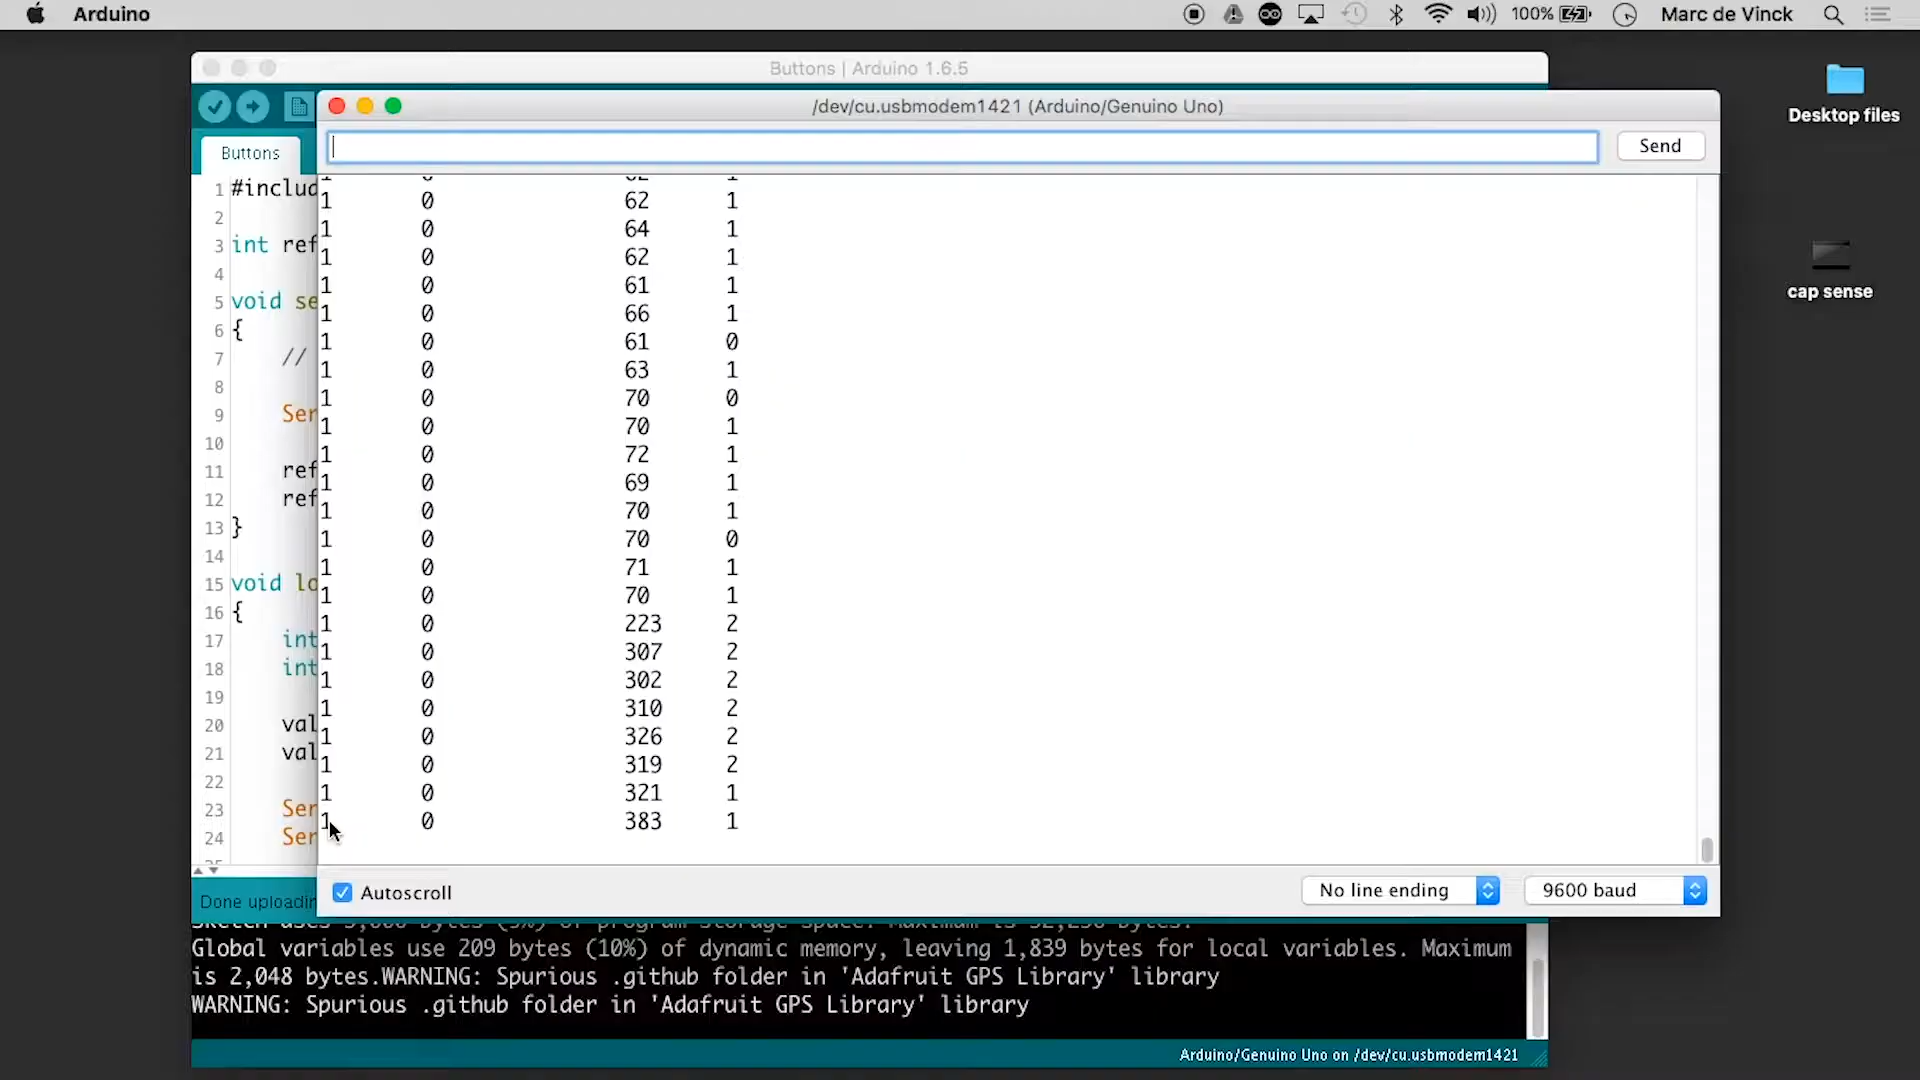 Arduino
100%
Marc de Vinck
Buttons | Arduino 1.6.5
Desktop files
/dev/cu.usbmodem1421 (Arduino/Genuino Uno)
Send
Buttons
cap sense
1 #includ
2
3 int ref
4
5 void se
6 {
7 //
8
9 Ser
10
11 ref
12 ref
13 }
14
15 void lo
16 {
17 int
18 int
19
20 val
21 val
22
23 Ser
24 Ser
1 0 62 1
1 0 64 1
1 0 62 1
1 0 61 1
1 0 66 1
1 0 61 0
1 0 63 1
1 0 70 0
1 0 70 1
1 0 72 1
1 0 69 1
1 0 70 1
1 0 70 0
1 0 71 1
1 0 70 1
1 0 223 2
1 0 307 2
1 0 302 2
1 0 310 2
1 0 326 2
1 0 319 2
1 0 321 1
1 0 383 1
Autoscroll
No line ending
9600 baud
Done uploadin
Global variables use 209 bytes (10%) of dynamic memory, leaving 1,839 bytes for local variables. Maximum
is 2,048 bytes.WARNING: Spurious .github folder in 'Adafruit GPS Library' library
WARNING: Spurious .github folder in 'Adafruit GPS Library' library
Arduino/Genuino Uno on /dev/cu.usbmodem1421